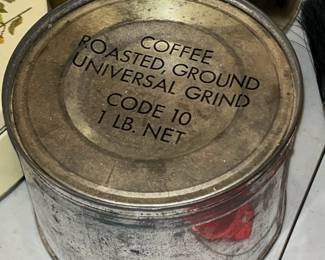 COFFEE
ROASTED, GROUND
UNIVERSAL GRIND
CODE 10
1 LB. NET